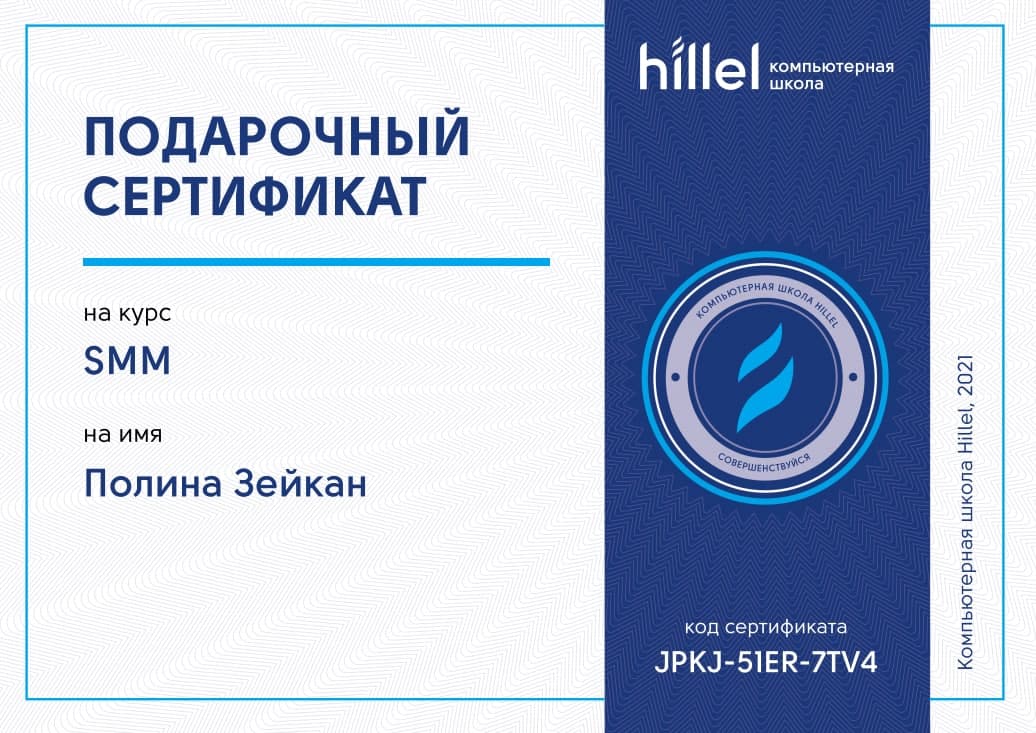 ПОДАРОЧНЫЙ
СЕРТИФИКАТ
на курс
SMM
на имя
Полина Зейкан
hillel компьютерная
школа
КОМПЬЮТЕРНАЯ ШКОЛА HILLEL
СОВЕРШЕНСТВУЙСЯ
код сертификата
JPKJ-51ER-7TV4
Компьютерная школа Hillel, 2021